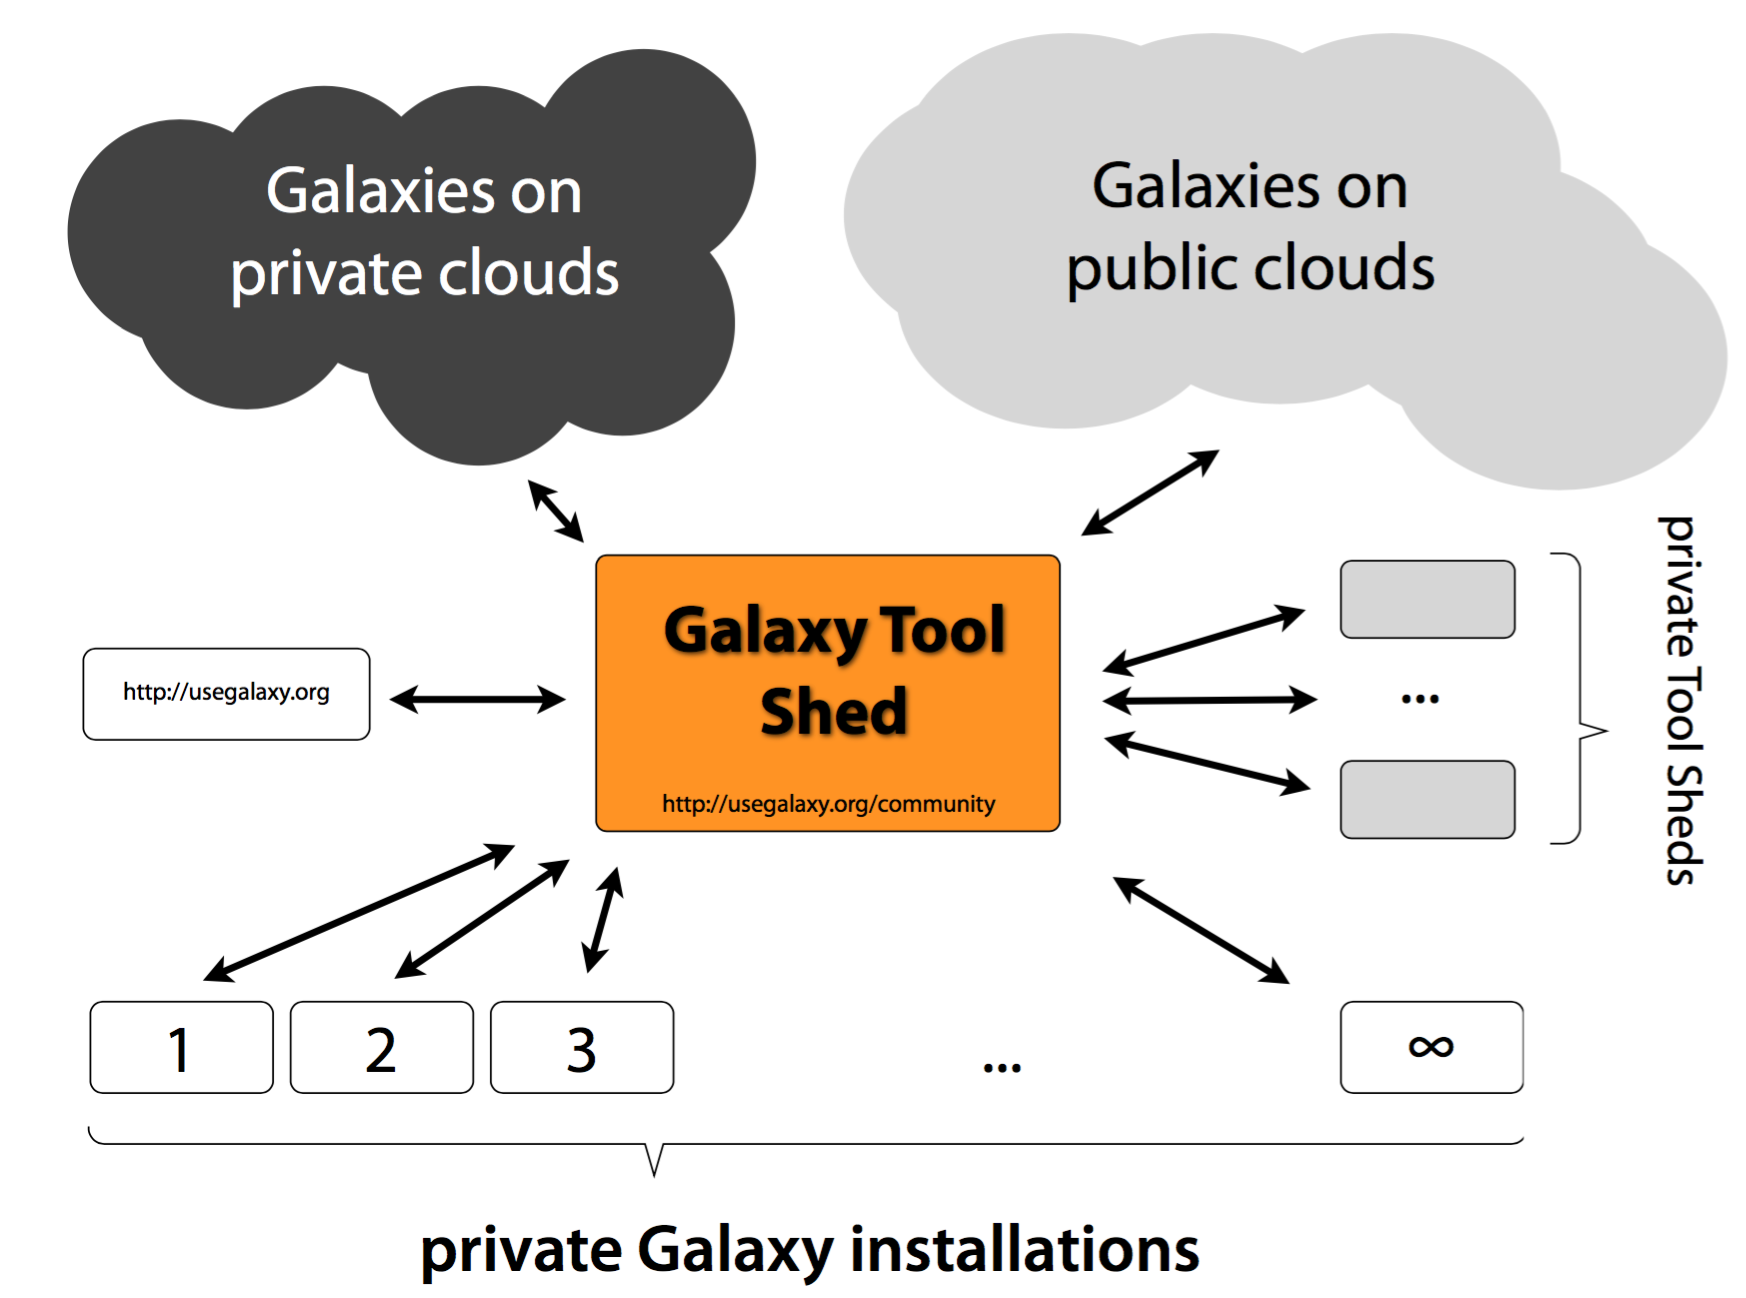 Galaxies on
private clouds
Galaxies on
public clouds
Galaxy Tool
Shed
http://usegalaxy.org/community
http://usegalaxy.org
...
private Tool Sheds
1
2
3
...
∞
private Galaxy installations